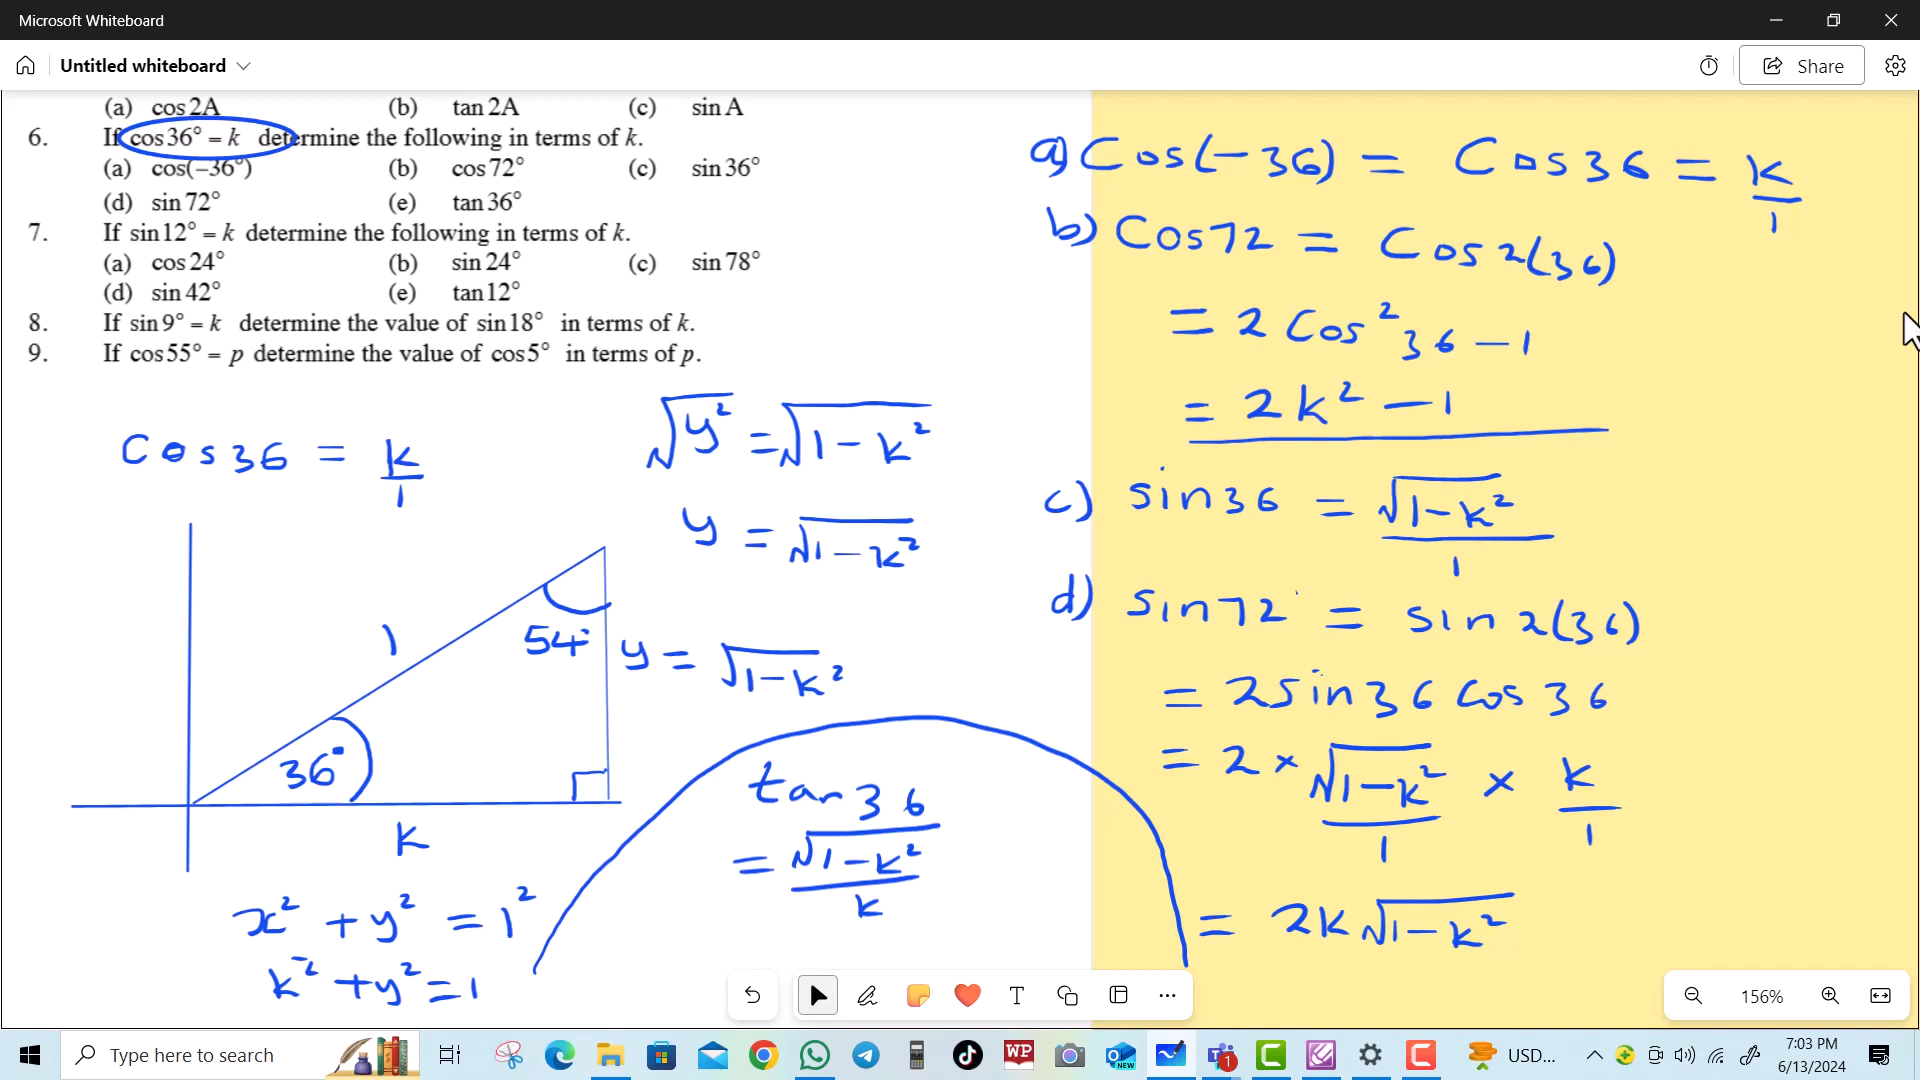 Microsoft Whiteboard
Untitled whiteboard
Share
(a) cos 2A (b) tan 2A (c) sin A
6. If cos 36° = k determine the following in terms of k.
(a) cos(−36°) (b) cos 72° (c) sin 36°
(d) sin 72° (e) tan 36°
7. If sin 12° = k determine the following in terms of k.
(a) cos 24° (b) sin 24° (c) sin 78°
(d) sin 42° (e) tan 12°
8. If sin 9° = k determine the value of sin 18° in terms of k.
9. If cos 55° = p determine the value of cos 5° in terms of p.
Cos 36 = k/1
1
36°
54°
k
x² + y² = 1²
k² + y² = 1
√y² = √1 − k²
y = √1 − k²
y = √1 − k²
tan 36
= √1 − k² / k
a) Cos(−36) = Cos 36 = k/1
b) Cos 72 = Cos 2(36)
= 2 Cos² 36 − 1
= 2k² − 1
c) sin 36 = √1 − k² / 1
d) sin 72 = sin 2(36)
= 2 sin 36 cos 36
= 2 × √1 − k² / 1 × k/1
= 2k √1 − k²
156%
Type here to search
WP
NEW
1
USD...
7:03 PM
6/13/2024